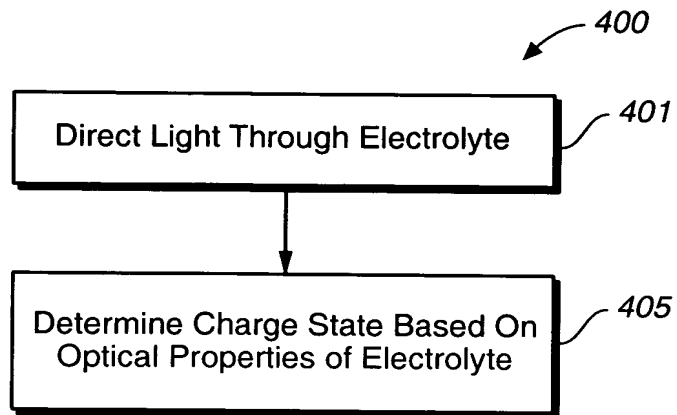 400
Direct Light Through Electrolyte
401
Determine Charge State Based On
Optical Properties of Electrolyte
405